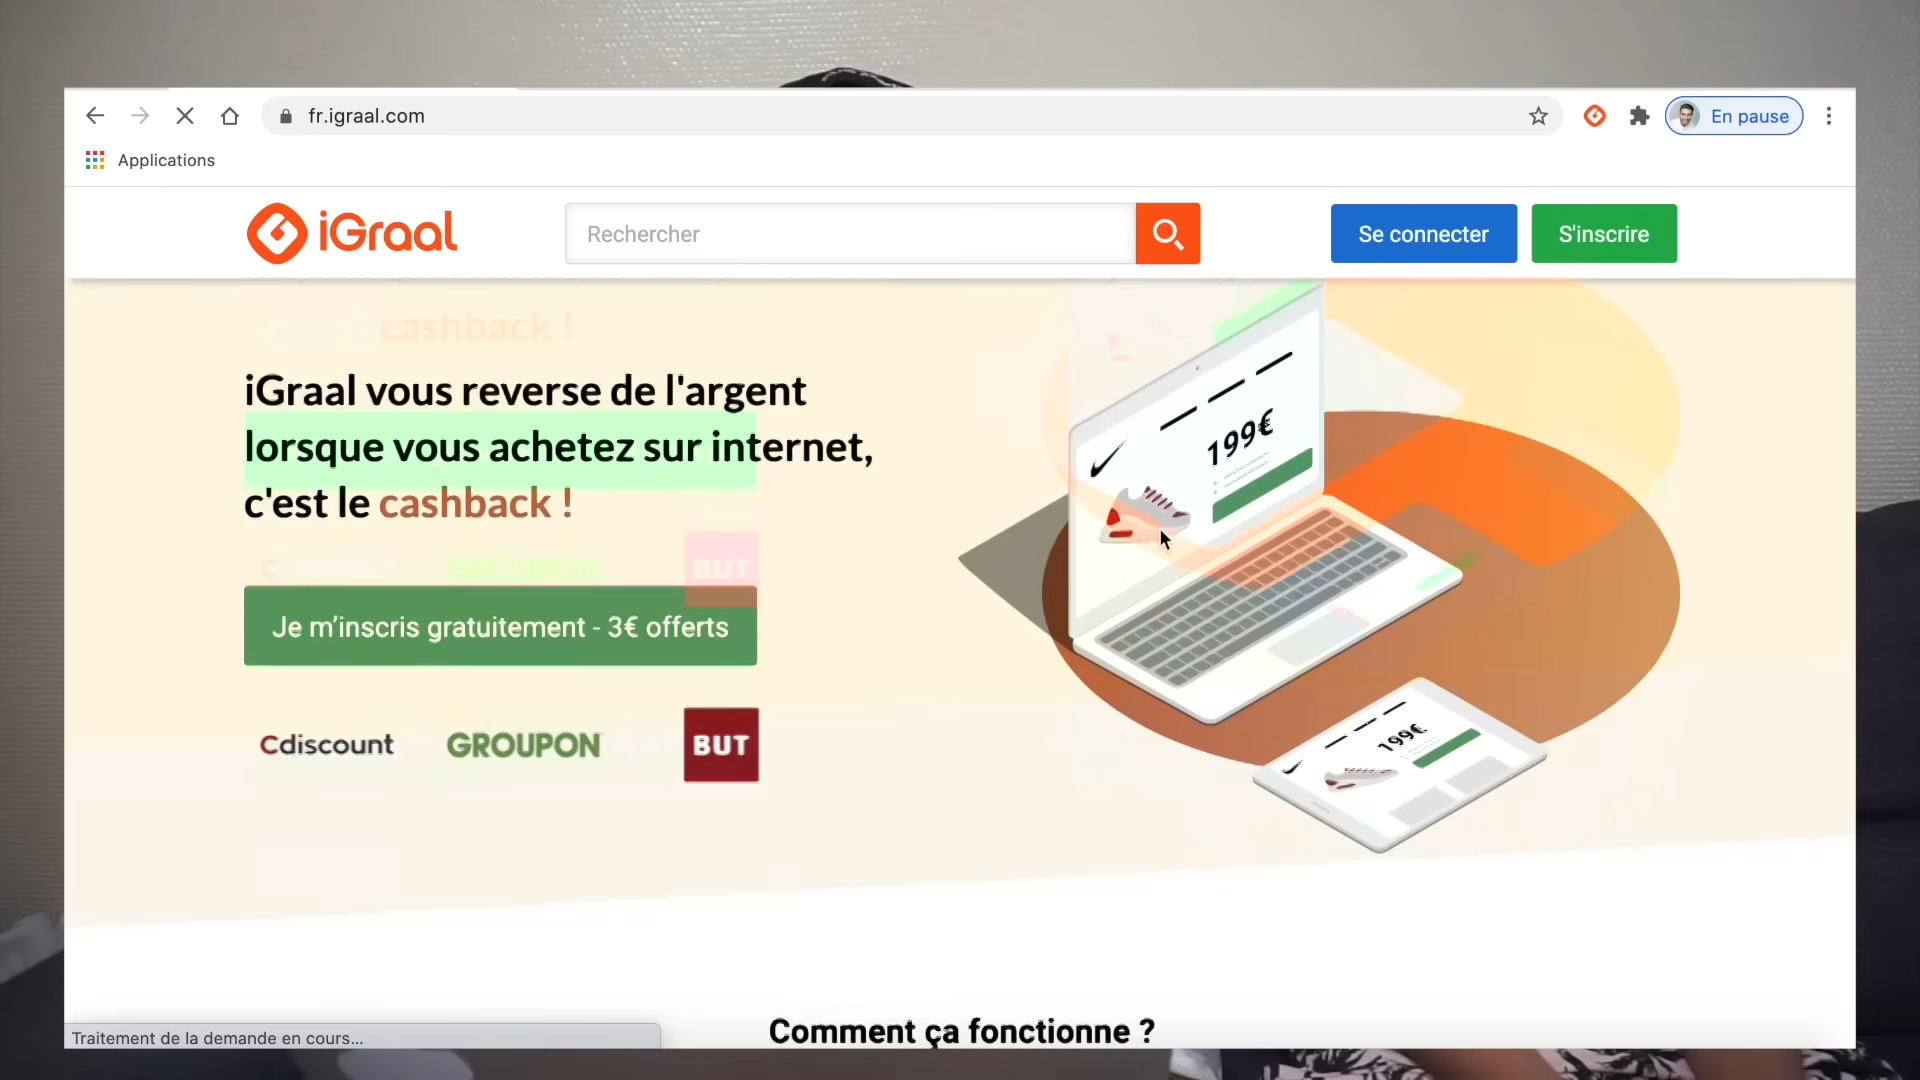 fr.igraal.com
En pause
Applications
iGraal
Rechercher
Se connecter
S'inscrire
cashback !
iGraal vous reverse de l'argent
lorsque vous achetez sur internet,
c'est le cashback !
199€
GROUPON
BUT
Je m'inscris gratuitement - 3€ offerts
Cdiscount
GROUPON
BUT
199€
Comment ça fonctionne ?
Traitement de la demande en cours...